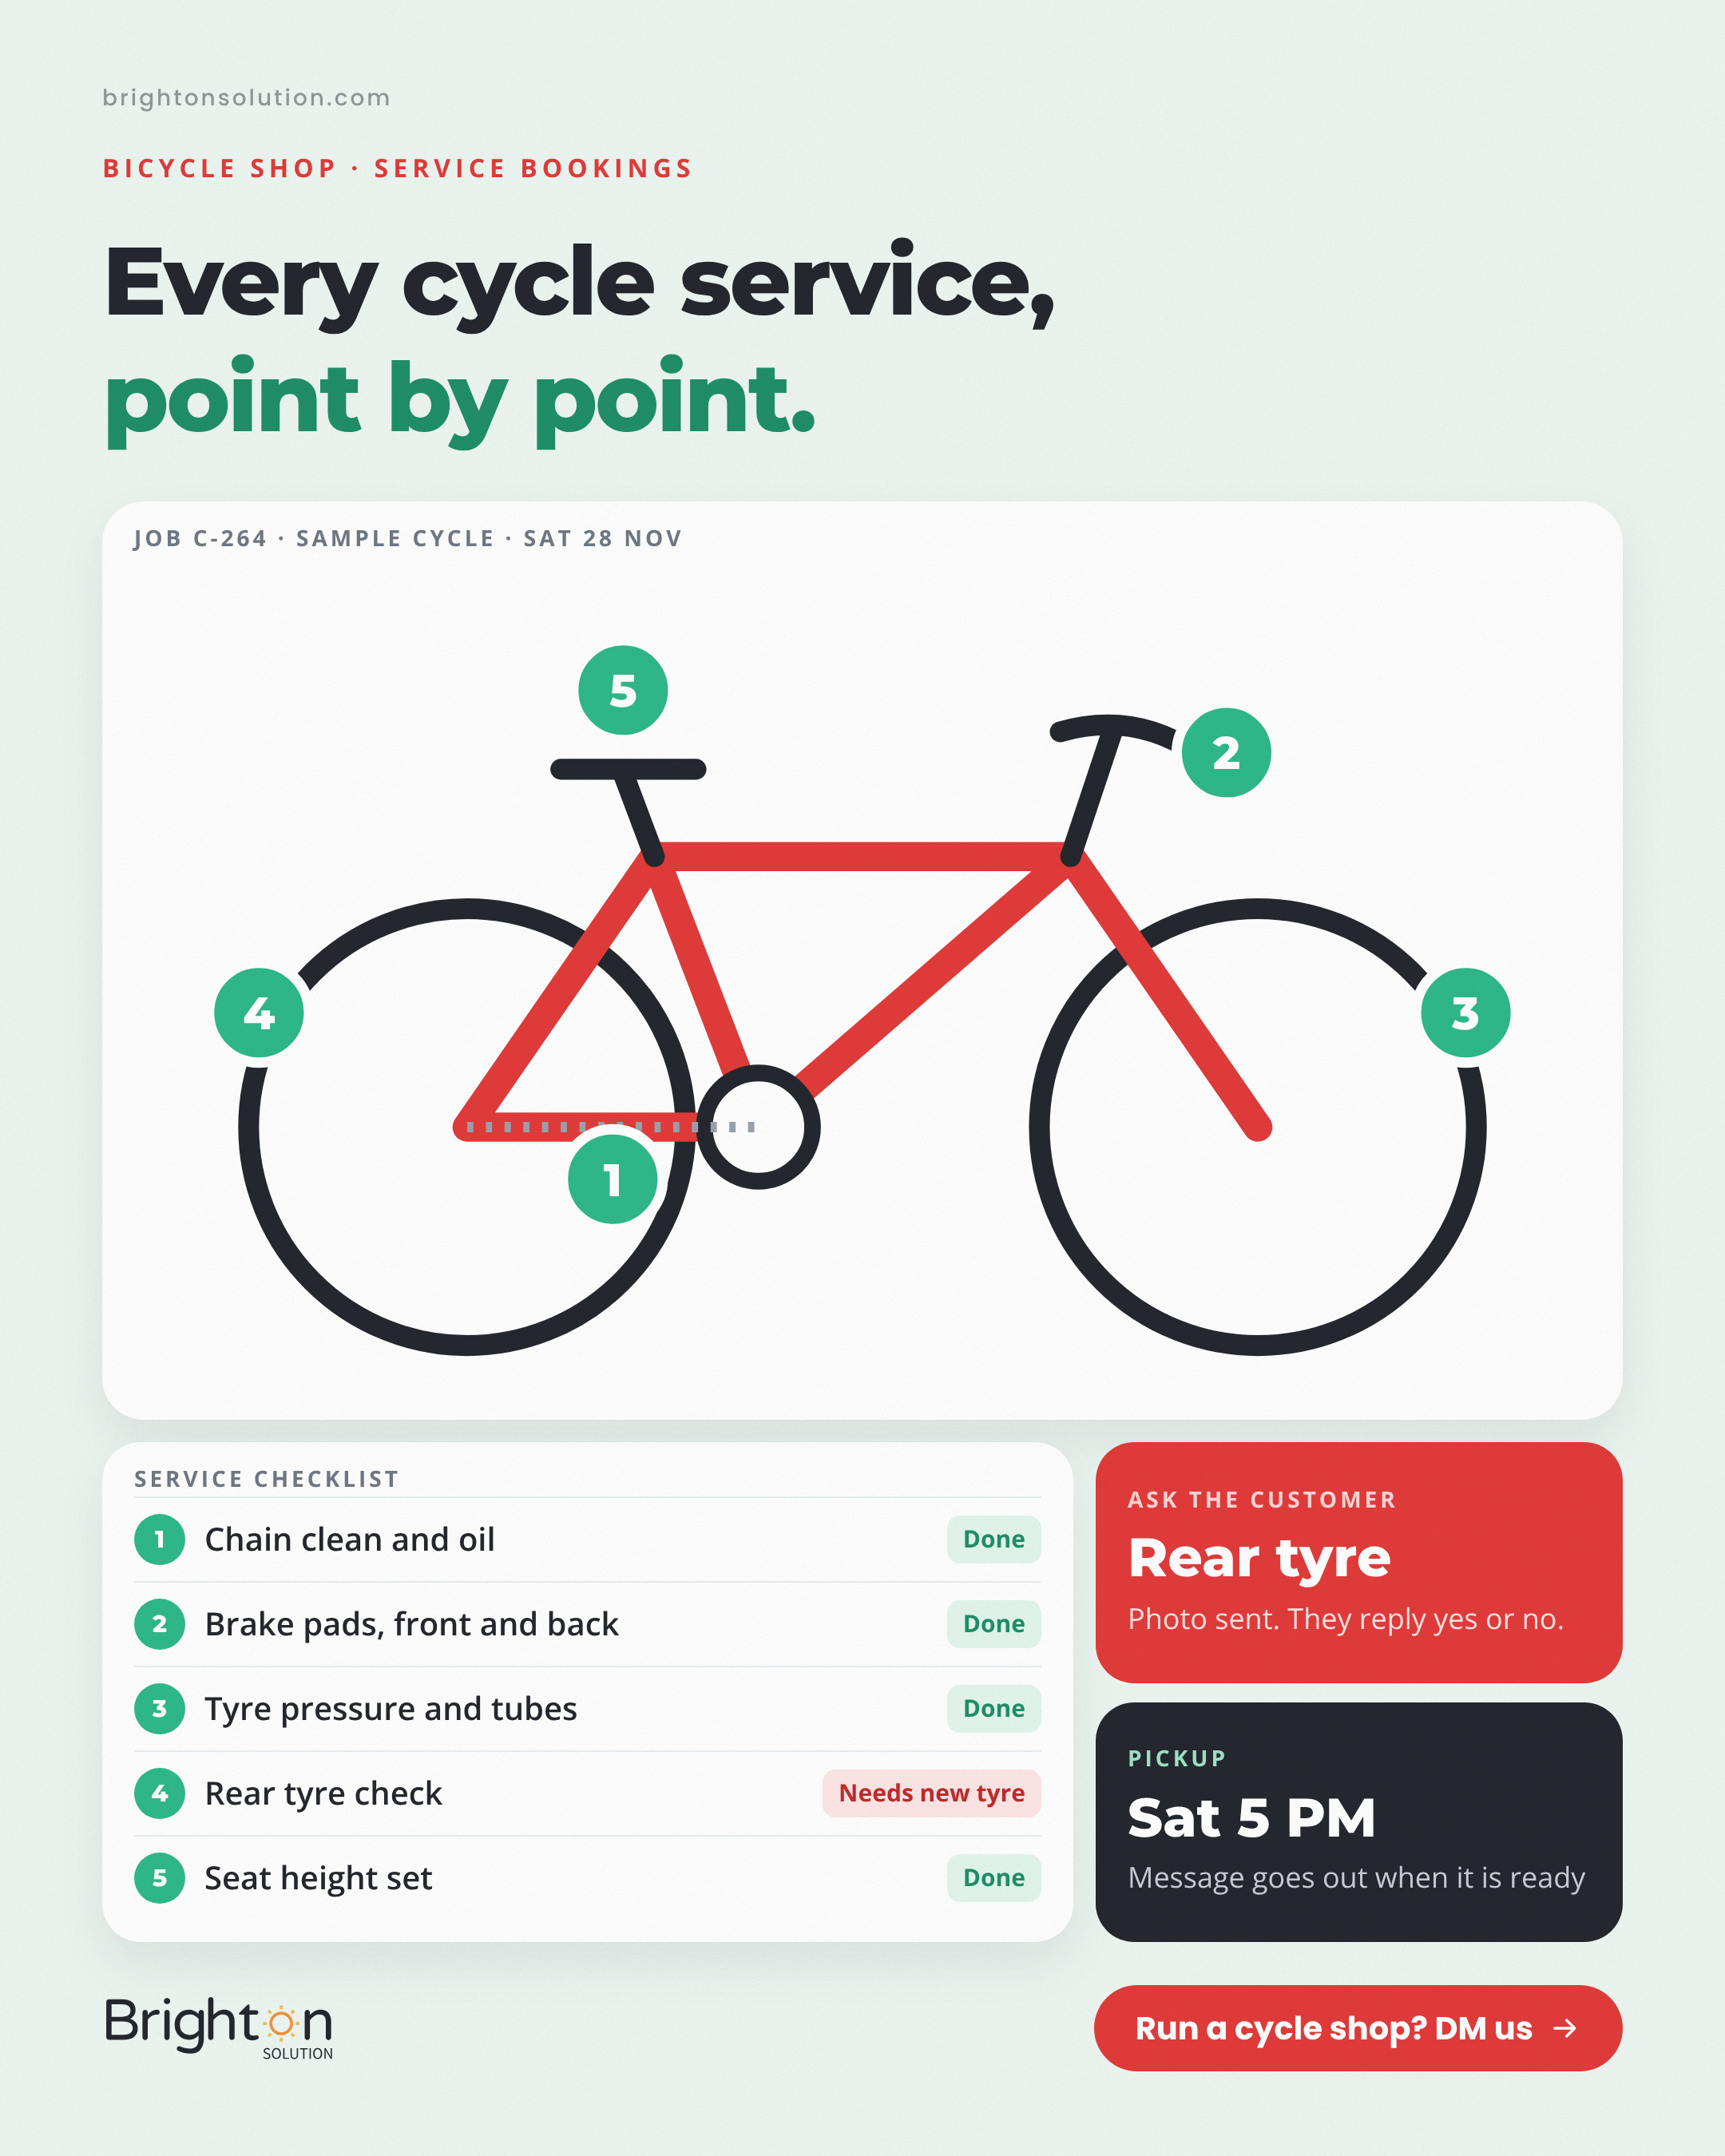 brightonsolution.com
BICYCLE SHOP · SERVICE BOOKINGS
Every cycle service,
point by point.
JOB C-264 · SAMPLE CYCLE · SAT 28 NOV
5
2
4
3
1
SERVICE CHECKLIST
1 Chain clean and oil Done
2 Brake pads, front and back Done
3 Tyre pressure and tubes Done
4 Rear tyre check Needs new tyre
5 Seat height set Done
ASK THE CUSTOMER
Rear tyre
Photo sent. They reply yes or no.
PICKUP
Sat 5 PM
Message goes out when it is ready
Brighton
SOLUTION
Run a cycle shop? DM us →